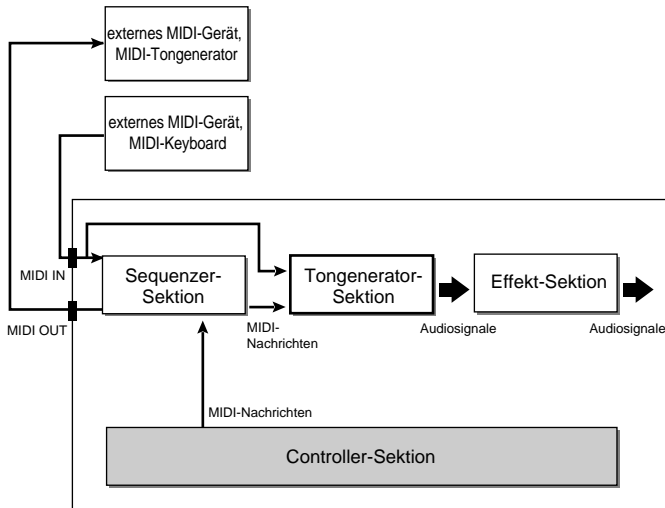 externes MIDI-Gerät,
MIDI-Tongenerator
externes MIDI-Gerät,
MIDI-Keyboard
MIDI IN
Sequenzer-
Sektion
Tongenerator-
Sektion
Effekt-Sektion
MIDI OUT
MIDI-
Nachrichten
Audiosignale
Audiosignale
MIDI-Nachrichten
Controller-Sektion